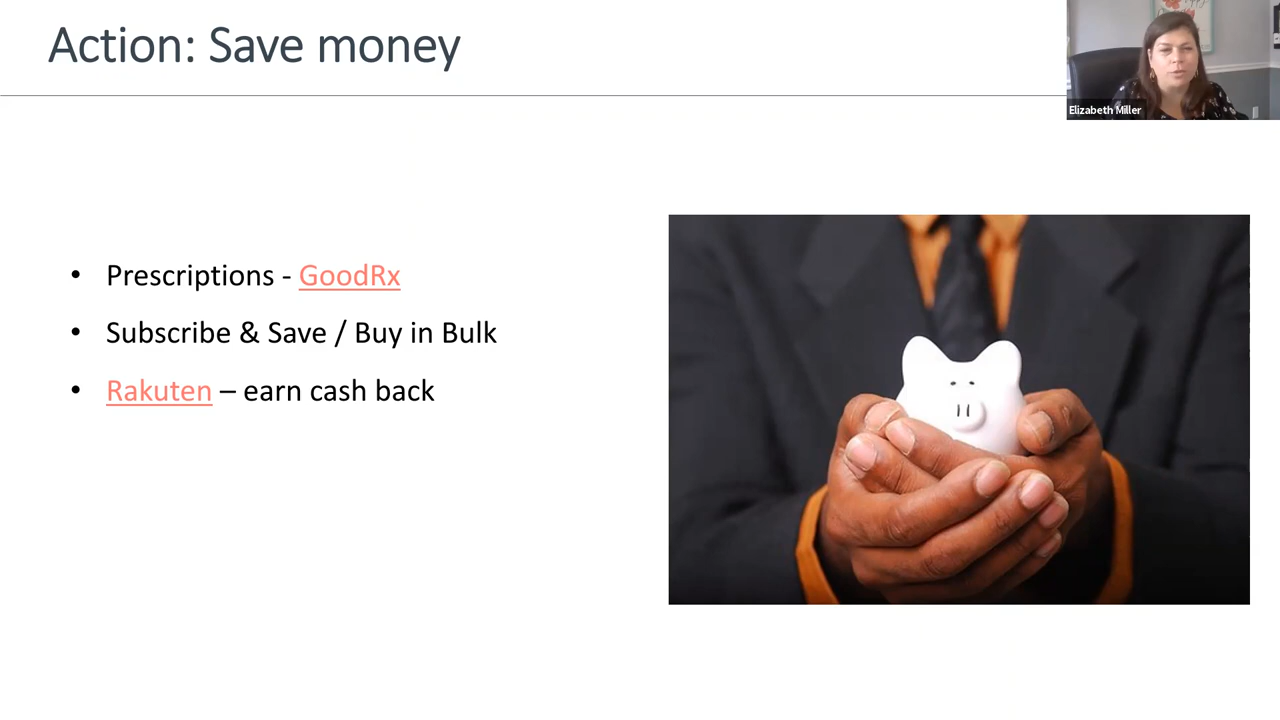 Action: Save money
Elizabeth Miller
• Prescriptions - GoodRx
• Subscribe & Save / Buy in Bulk
• Rakuten – earn cash back